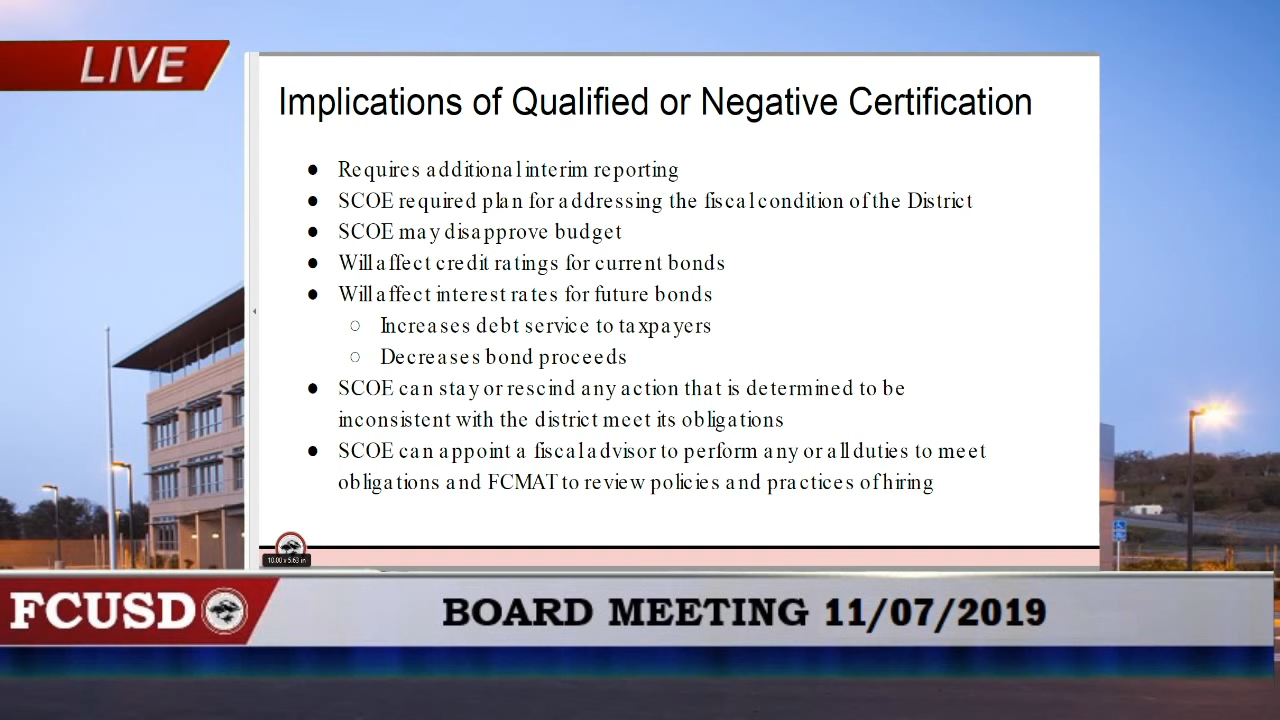 LIVE
Implications of Qualified or Negative Certification
● Requires additional interim reporting
● SCOE required plan for addressing the fiscal condition of the District
● SCOE may disapprove budget
● Will affect credit ratings for current bonds
● Will affect interest rates for future bonds
○ Increases debt service to taxpayers
○ Decreases bond proceeds
● SCOE can stay or rescind any action that is determined to be
inconsistent with the district meet its obligations
● SCOE can appoint a fiscal advisor to perform any or all duties to meet
obligations and FCMAT to review policies and practices of hiring
10.00 x 5.63 in
FCUSD
BOARD MEETING 11/07/2019